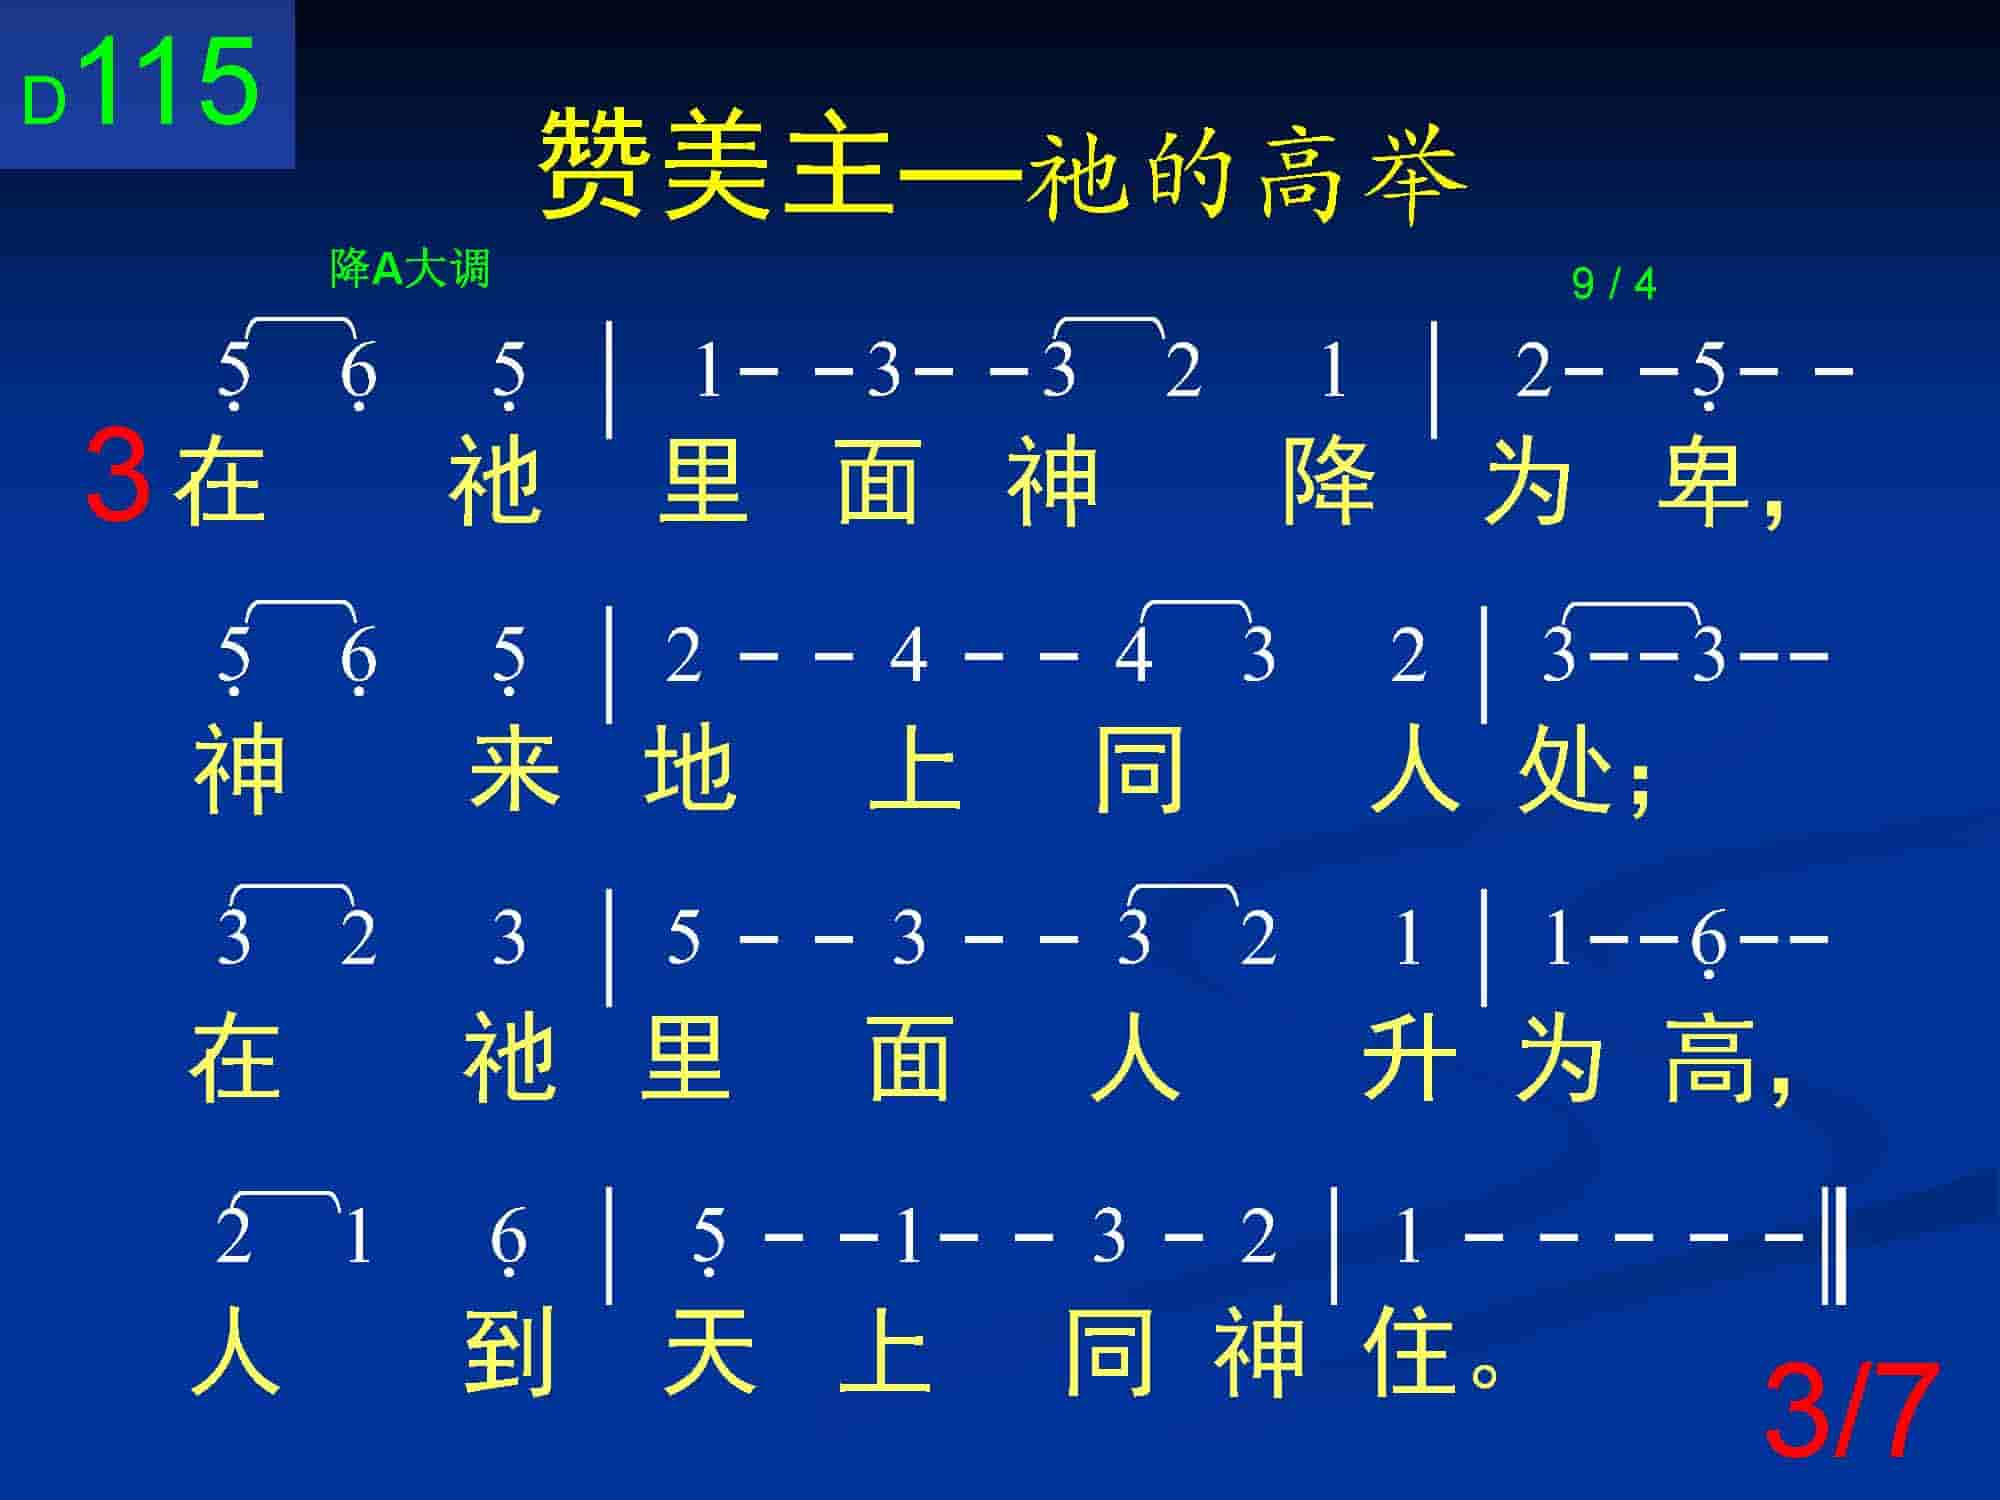 D115
赞美主—祂的高举
降A大调 9 / 4
5̣ 6̣ 5̣ | 1 - - 3 - - 3 2 1 | 2 - - 5̣ - -
3 在 祂 里 面 神 降 为 卑，
5̣ 6̣ 5̣ | 2 - - 4 - - 4 3 2 | 3 - - 3 - -
神 来 地 上 同 人 处；
3 2 3 | 5 - - 3 - - 3 2 1 | 1 - - 6̣ - -
在 祂 里 面 人 升 为 高，
2 1 6̣ | 5̣ - - 1 - - 3 - 2 | 1 - - - - - ‖
人 到 天 上 同 神 住。
3/7